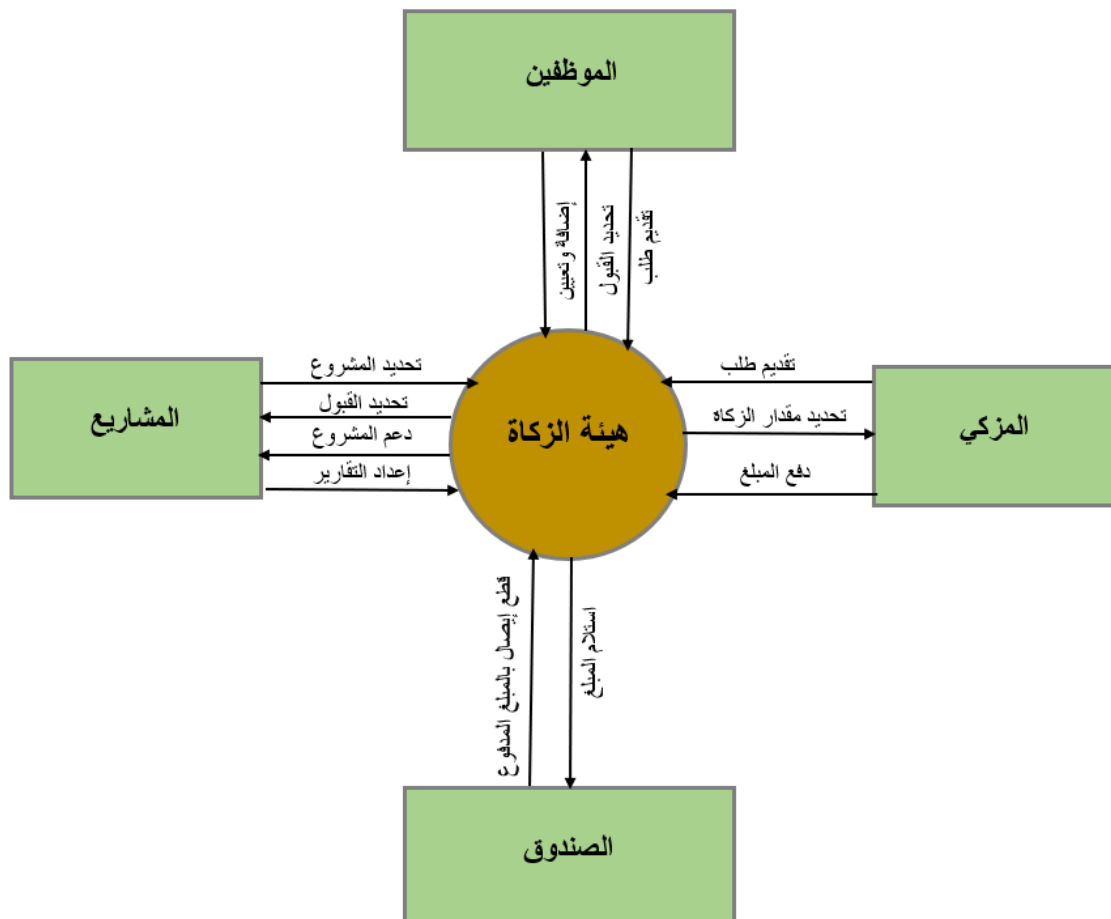 الموظفين
تقديم طلب
تحديد القبول
إضافة وتعيين
المزكي
تقديم طلب
تحديد مقدار الزكاة
دفع المبلغ
هيئة الزكاة
تحديد المشروع
تحديد القبول
دعم المشروع
إعداد التقارير
المشاريع
استلام المبلغ
قطع إيصال بالمبلغ المدفوع
الصندوق